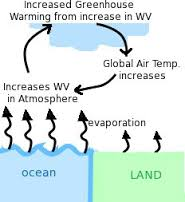 Increased Greenhouse
Warming from increase in WV
Global Air Temp.
increases
Increases WV
in Atmosphere
evaporation
ocean
LAND